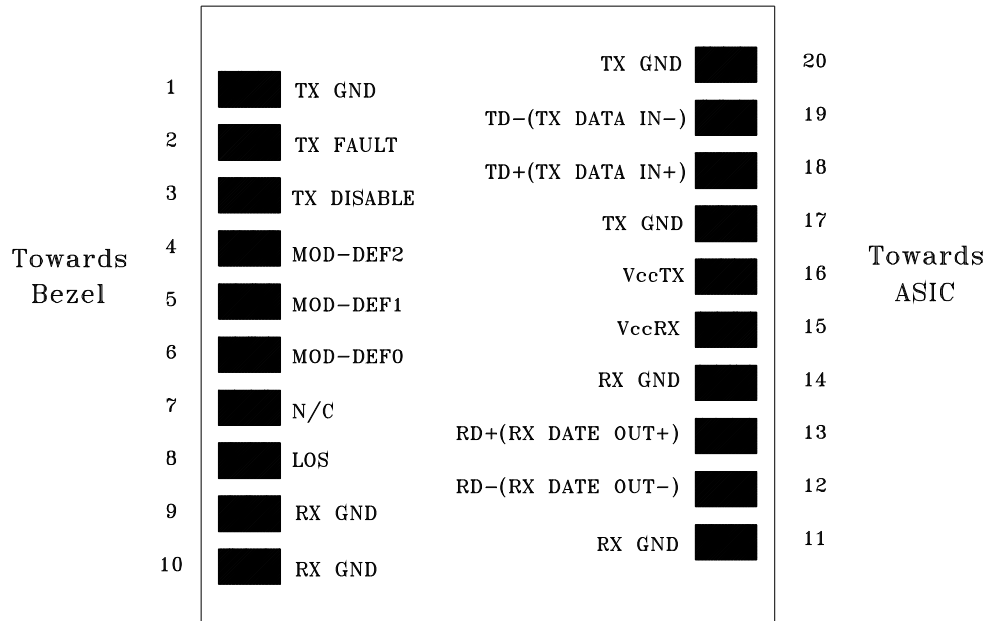 Towards
Bezel
1 TX GND
2 TX FAULT
3 TX DISABLE
4 MOD-DEF2
5 MOD-DEF1
6 MOD-DEF0
7 N/C
8 LOS
9 RX GND
10 RX GND
TX GND 20
TD-(TX DATA IN-) 19
TD+(TX DATA IN+) 18
TX GND 17
VccTX 16
VccRX 15
RX GND 14
RD+(RX DATE OUT+) 13
RD-(RX DATE OUT-) 12
RX GND 11
Towards
ASIC